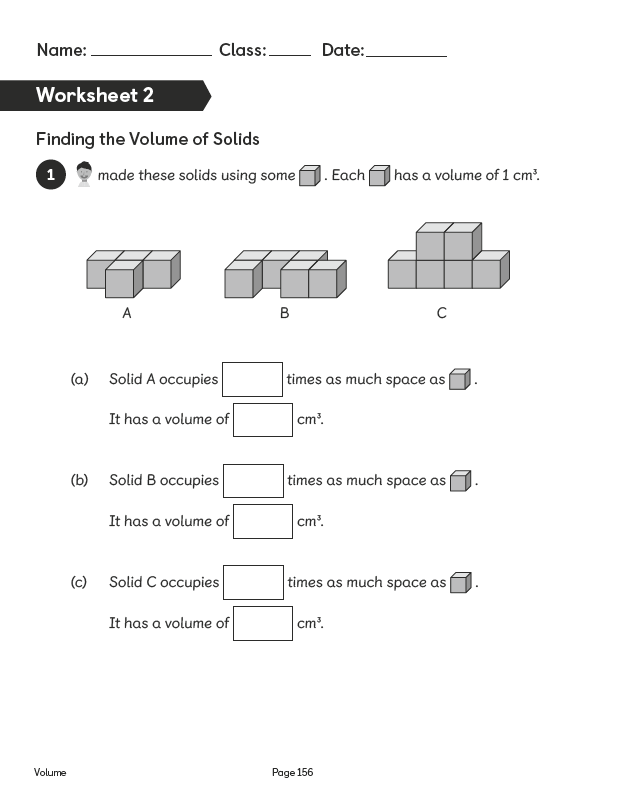 Name: ____________ Class: _____ Date: _________
Worksheet 2
Finding the Volume of Solids
1 made these solids using some . Each has a volume of 1 cm³.
A B C
(a) Solid A occupies times as much space as .
It has a volume of cm³.
(b) Solid B occupies times as much space as .
It has a volume of cm³.
(c) Solid C occupies times as much space as .
It has a volume of cm³.
Volume Page 156